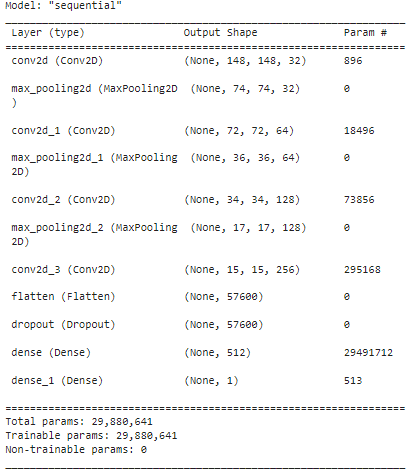 Model: "sequential"
Layer (type) Output Shape Param #
conv2d (Conv2D) (None, 148, 148, 32) 896
max_pooling2d (MaxPooling2D (None, 74, 74, 32) 0
)
conv2d_1 (Conv2D) (None, 72, 72, 64) 18496
max_pooling2d_1 (MaxPooling (None, 36, 36, 64) 0
2D)
conv2d_2 (Conv2D) (None, 34, 34, 128) 73856
max_pooling2d_2 (MaxPooling (None, 17, 17, 128) 0
2D)
conv2d_3 (Conv2D) (None, 15, 15, 256) 295168
flatten (Flatten) (None, 57600) 0
dropout (Dropout) (None, 57600) 0
dense (Dense) (None, 512) 29491712
dense_1 (Dense) (None, 1) 513
Total params: 29,880,641
Trainable params: 29,880,641
Non-trainable params: 0